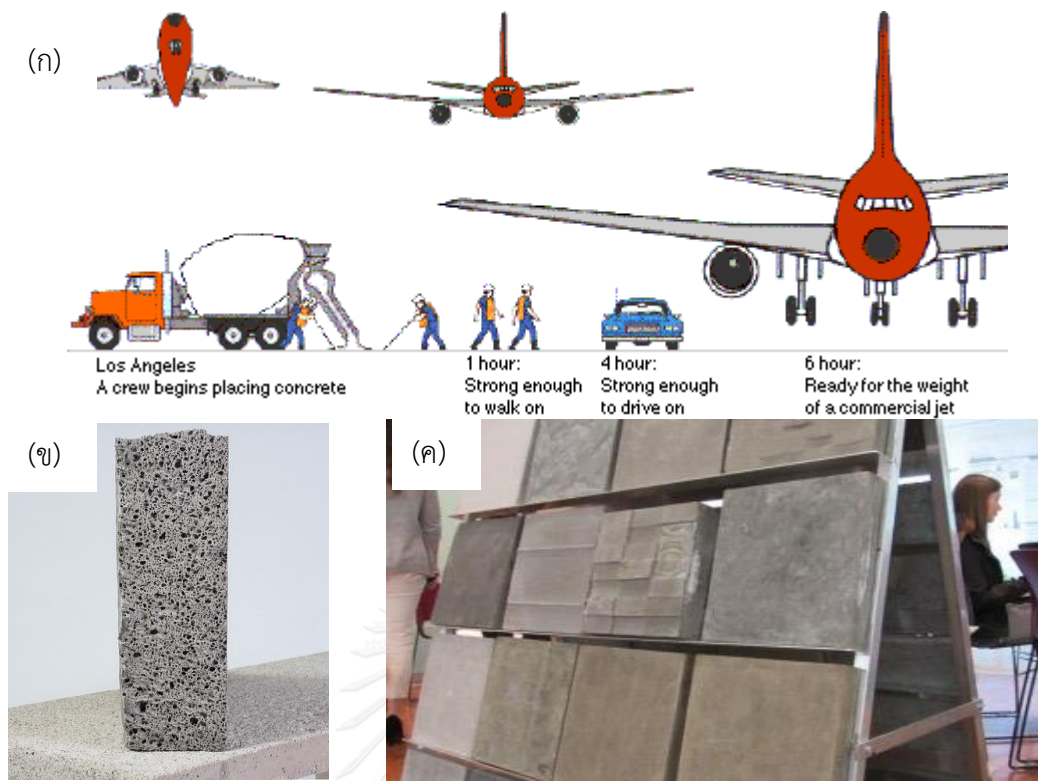 (ก)
Los Angeles
A crew begins placing concrete
1 hour:
Strong enough
to walk on
4 hour:
Strong enough
to drive on
6 hour:
Ready for the weight
of a commercial jet
(ข)
(ค)